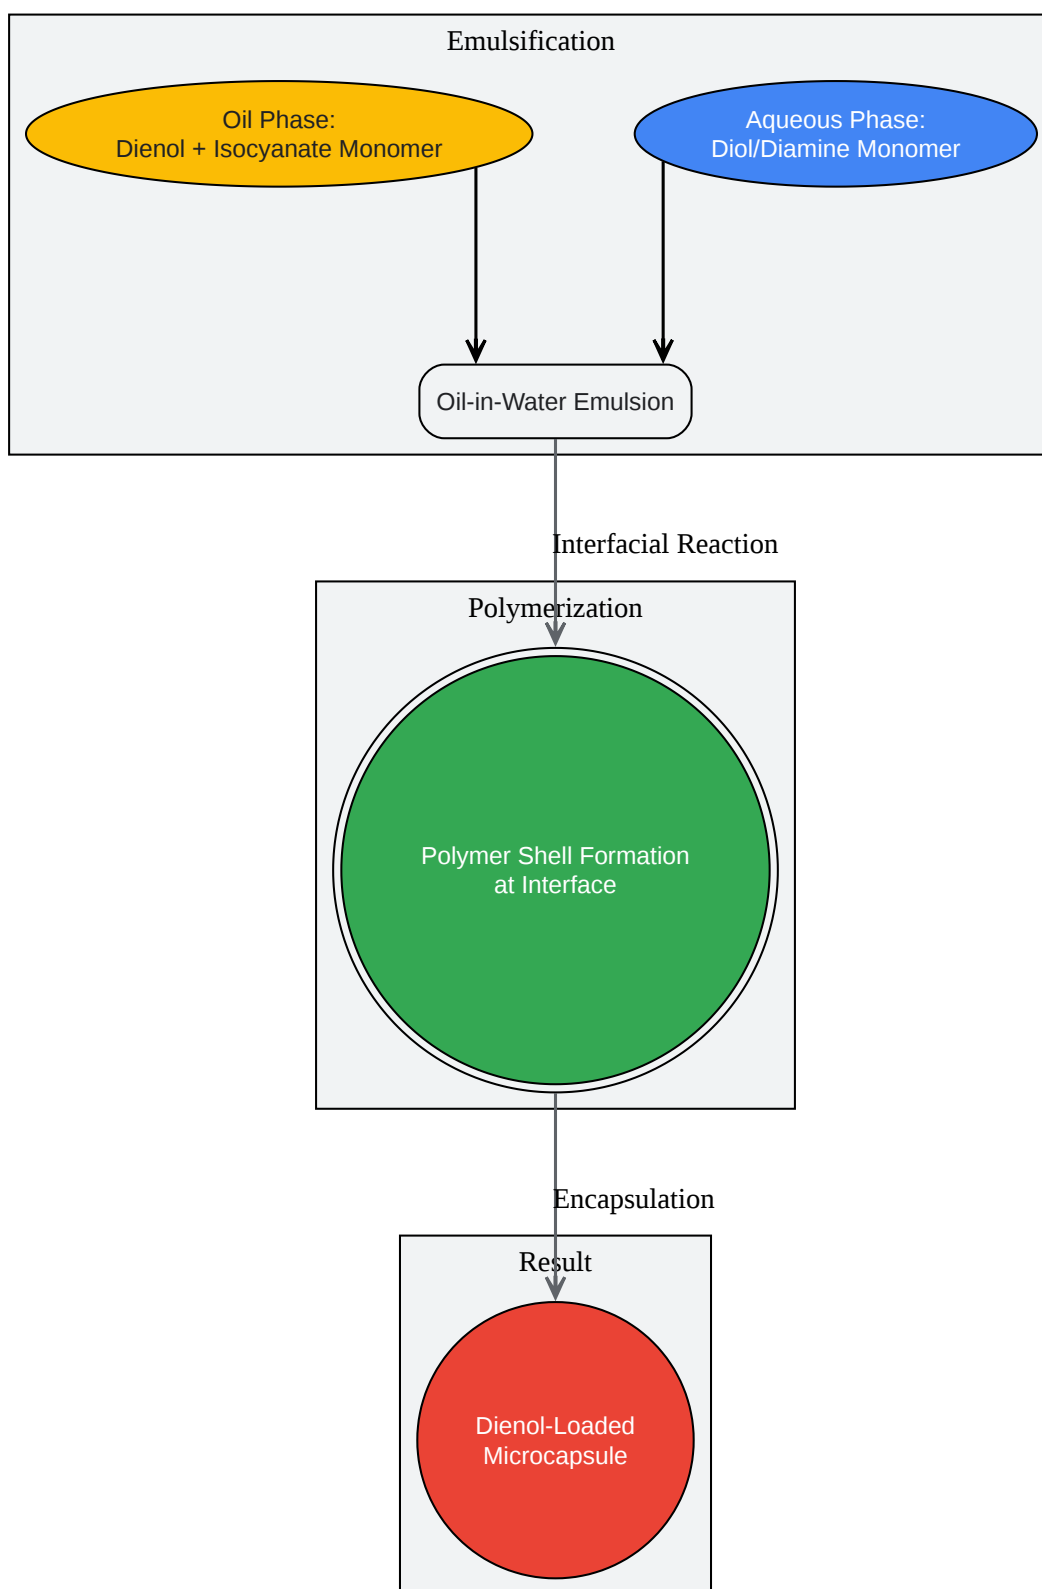 Emulsification
Oil Phase:
Dienol + Isocyanate Monomer
Aqueous Phase:
Diol/Diamine Monomer
Oil-in-Water Emulsion
Interfacial Reaction
Polymerization
Polymer Shell Formation
at Interface
Encapsulation
Result
Dienol-Loaded
Microcapsule